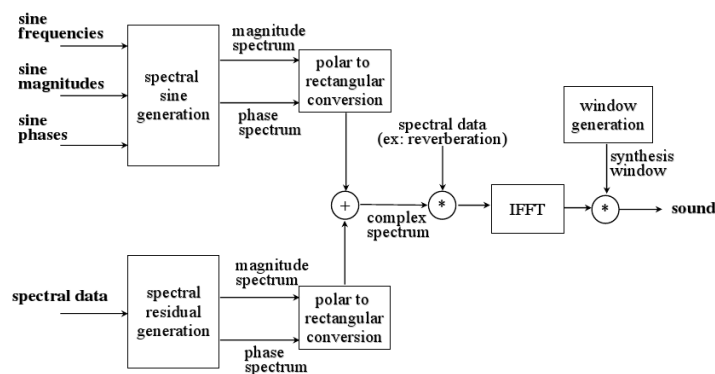 sine
frequencies
sine
magnitudes
sine
phases
spectral
sine
generation
magnitude
spectrum
phase
spectrum
polar to
rectangular
conversion
spectral data
(ex: reverberation)
window
generation
synthesis
window
+
complex
spectrum
*
IFFT
*
sound
spectral data
spectral
residual
generation
magnitude
spectrum
phase
spectrum
polar to
rectangular
conversion